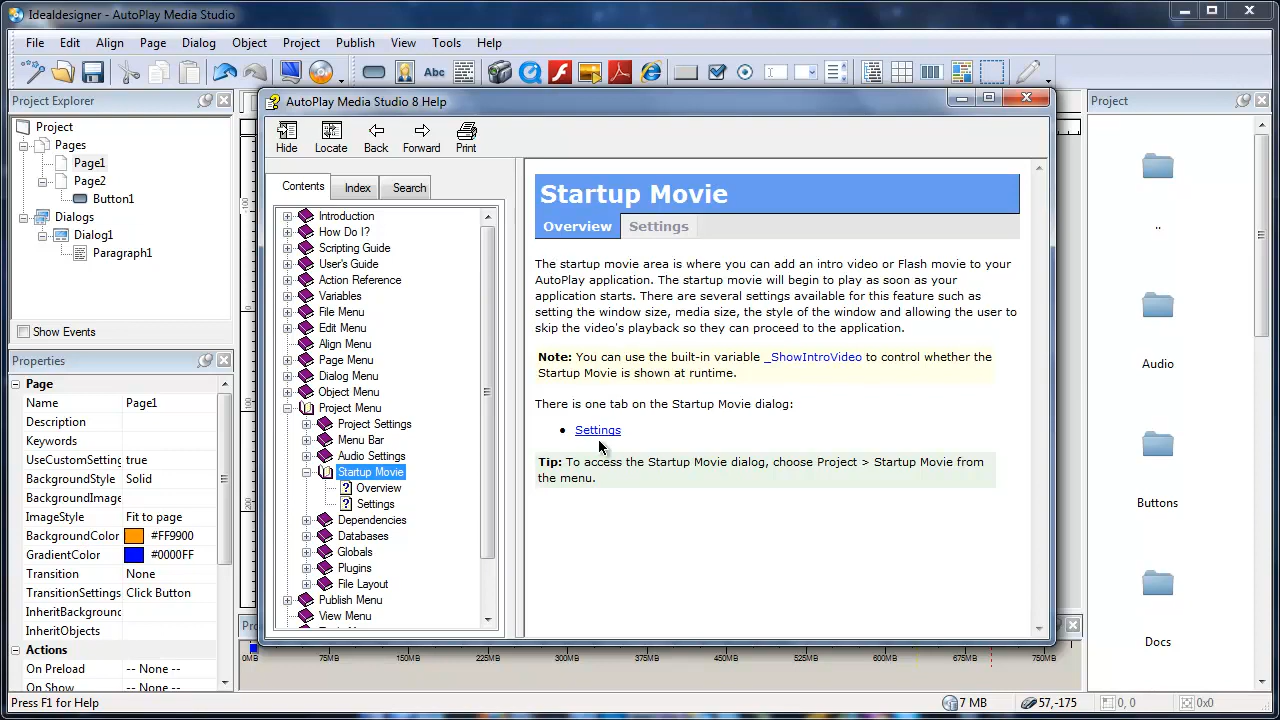 Idealdesigner - AutoPlay Media Studio
File Edit Align Page Dialog Object Project Publish View Tools Help
Abc
Project Explorer
Project
Pages
Page1
Page2
Button1
Dialogs
Dialog1
Paragraph1
Show Events
Properties
Page
Name Page1
Description
Keywords
UseCustomSetting true
BackgroundStyle Solid
BackgroundImag
ImageStyle Fit to page
BackgroundColor #FF9900
GradientColor #0000FF
Transition None
TransitionSettings Click Button
InheritBackground
InheritObjects
Actions
On Preload -- None --
On Show -- None --
AutoPlay Media Studio 8 Help
Hide Locate Back Forward Print
Contents Index Search
Introduction
How Do I?
Scripting Guide
User's Guide
Action Reference
Variables
File Menu
Edit Menu
Align Menu
Page Menu
Dialog Menu
Object Menu
Project Menu
Project Settings
Menu Bar
Audio Settings
Startup Movie
Overview
Settings
Dependencies
Databases
Globals
Plugins
File Layout
Publish Menu
View Menu
Startup Movie
Overview Settings
The startup movie area is where you can add an intro video or Flash movie to your
AutoPlay application. The startup movie will begin to play as soon as your
application starts. There are several settings available for this feature such as
setting the window size, media size, the style of the window and allowing the user to
skip the video's playback so they can proceed to the application.
Note: You can use the built-in variable _ShowIntroVideo to control whether the
Startup Movie is shown at runtime.
There is one tab on the Startup Movie dialog:
• Settings
Tip: To access the Startup Movie dialog, choose Project > Startup Movie from
the menu.
Project
..
Audio
Buttons
Docs
0MB 75MB 150MB 225MB 300MB 375MB 450MB 525MB 600MB 675MB 750MB
Press F1 for Help
7 MB 57,-175 0, 0 0x0